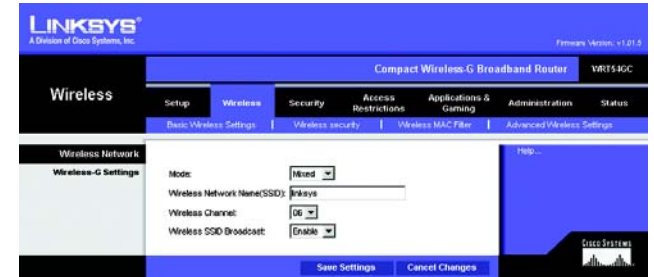 LINKSYS®
A Division of Cisco Systems, Inc.
Firmware Version: v1.01.5
Compact Wireless-G Broadband Router WRT54GC
Wireless
Setup Wireless Security Access Restrictions Applications & Gaming Administration Status
Basic Wireless Settings | Wireless security | Wireless MAC Filter | Advanced Wireless Settings
Wireless Network
Help...
Wireless-G Settings
Mode: Mixed
Wireless Network Name(SSID): linksys
Wireless Channel: 06
Wireless SSID Broadcast: Enable
Save Settings Cancel Changes
CISCO SYSTEMS